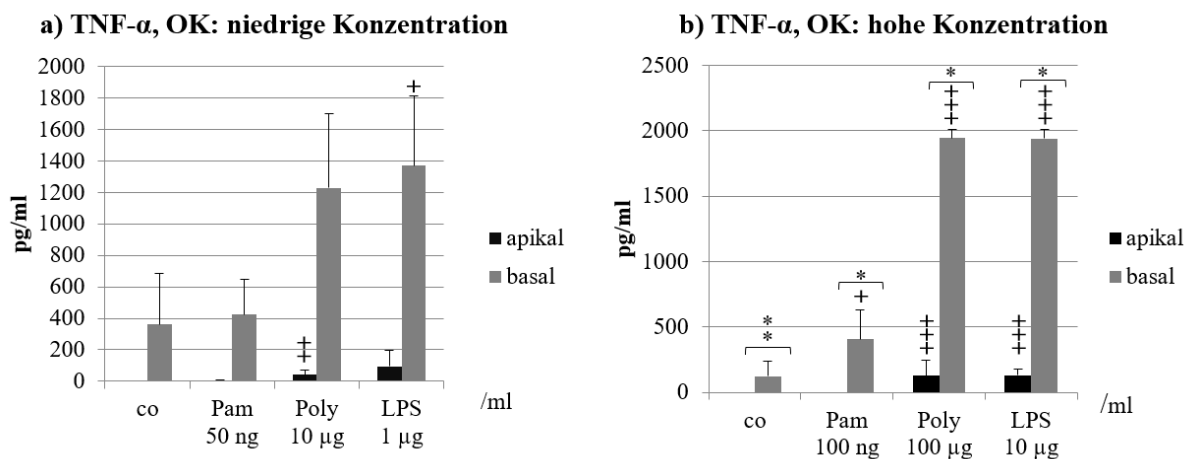 a) TNF-α, OK: niedrige Konzentration
2000
1800
1600
1400
1200
1000
800
600
400
200
0
pg/ml
+
‡
co
Pam
50 ng
Poly
10 µg
LPS
1 µg
/ml
apikal
basal
b) TNF-α, OK: hohe Konzentration
2500
2000
1500
1000
500
0
pg/ml
*
*
*
+
+
+
+
+
+
*
+
*
*
+
+
+
+
+
+
co
Pam
100 ng
Poly
100 µg
LPS
10 µg
/ml
apikal
basal